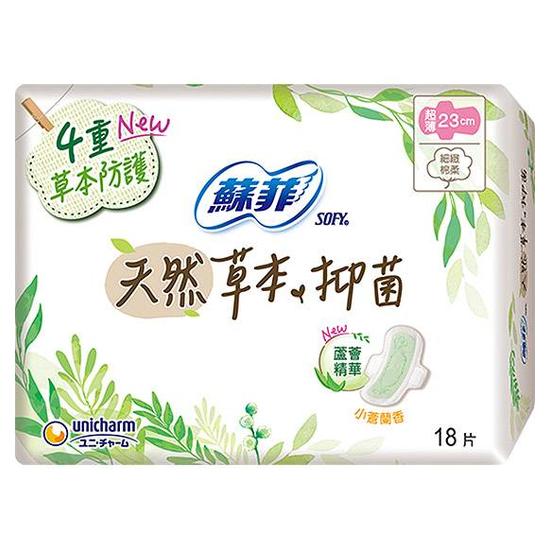 4重 New
草本防護
蘇菲
SOFY®
超薄 23cm
細緻
棉柔
天然草本抑菌
New
蘆薈
精華
小蒼蘭香
unicharm
ユニ・チャーム
18片